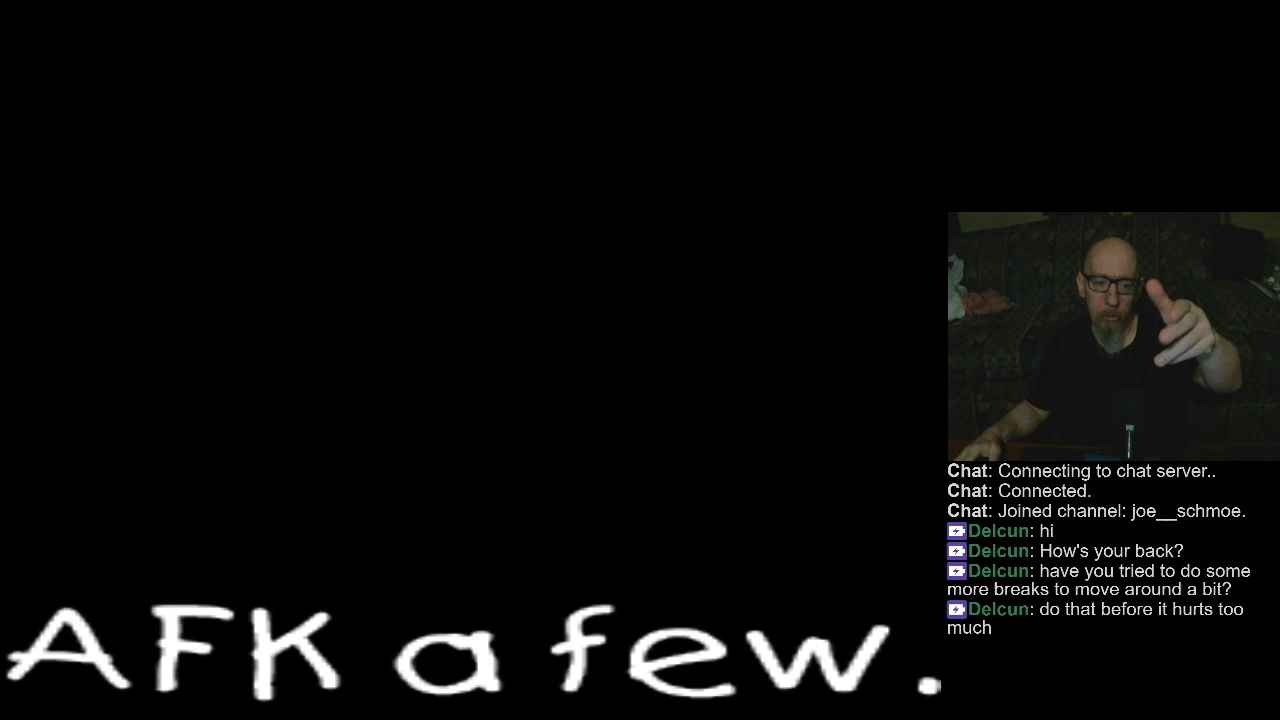 Chat: Connecting to chat server..
Chat: Connected.
Chat: Joined channel: joe__schmoe.
Delcun: hi
Delcun: How's your back?
Delcun: have you tried to do some
more breaks to move around a bit?
Delcun: do that before it hurts too
much
AFK a few.